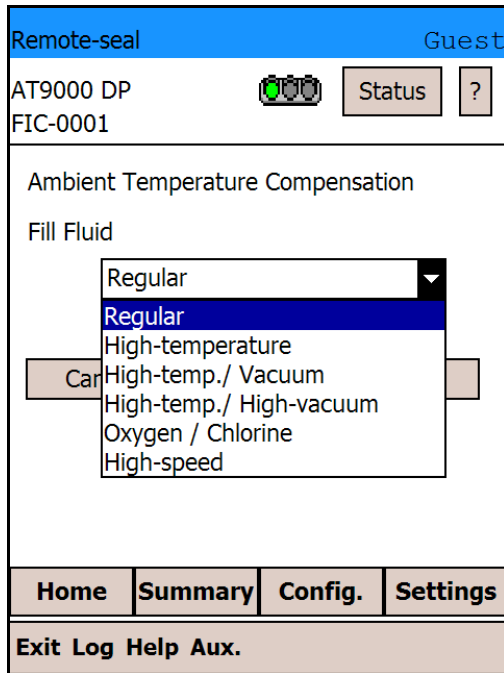 Remote-seal Guest
AT9000 DP
Status ?
FIC-0001
Ambient Temperature Compensation
Fill Fluid
Regular
Regular
High-temperature
High-temp./ Vacuum
High-temp./ High-vacuum
Oxygen / Chlorine
High-speed
Home Summary Config. Settings
Exit Log Help Aux.